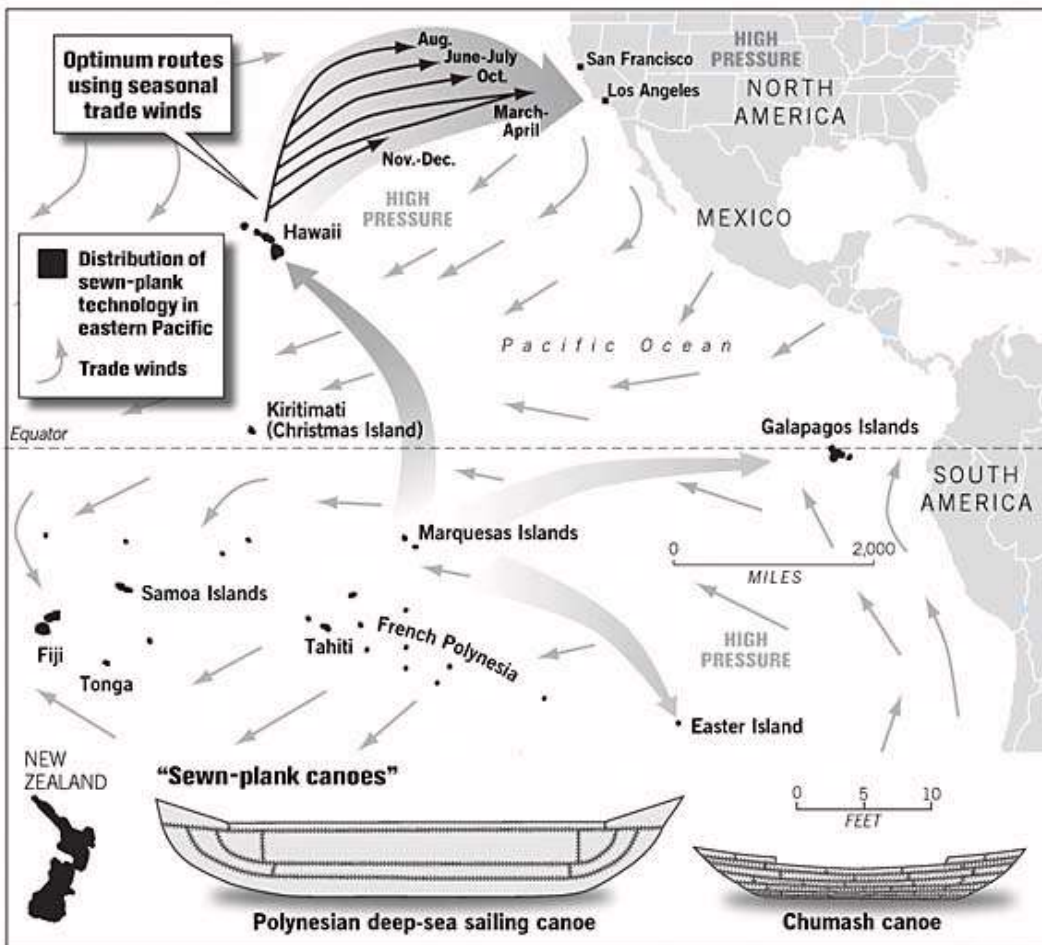 Optimum routes
using seasonal
trade winds
Aug.
June-July
Oct.
March-
April
Nov.-Dec.
HIGH
PRESSURE
San Francisco
Los Angeles
NORTH
AMERICA
HIGH
PRESSURE
MEXICO
Hawaii
Distribution of
sewn-plank
technology in
eastern Pacific
Trade winds
Pacific Ocean
Kiritimati
(Christmas Island)
Equator
Galapagos Islands
SOUTH
AMERICA
Marquesas Islands
0 2,000
MILES
Samoa Islands
Fiji
Tonga
Tahiti
French Polynesia
HIGH
PRESSURE
Easter Island
NEW
ZEALAND
“Sewn-plank canoes”
0 5 10
FEET
Polynesian deep-sea sailing canoe
Chumash canoe